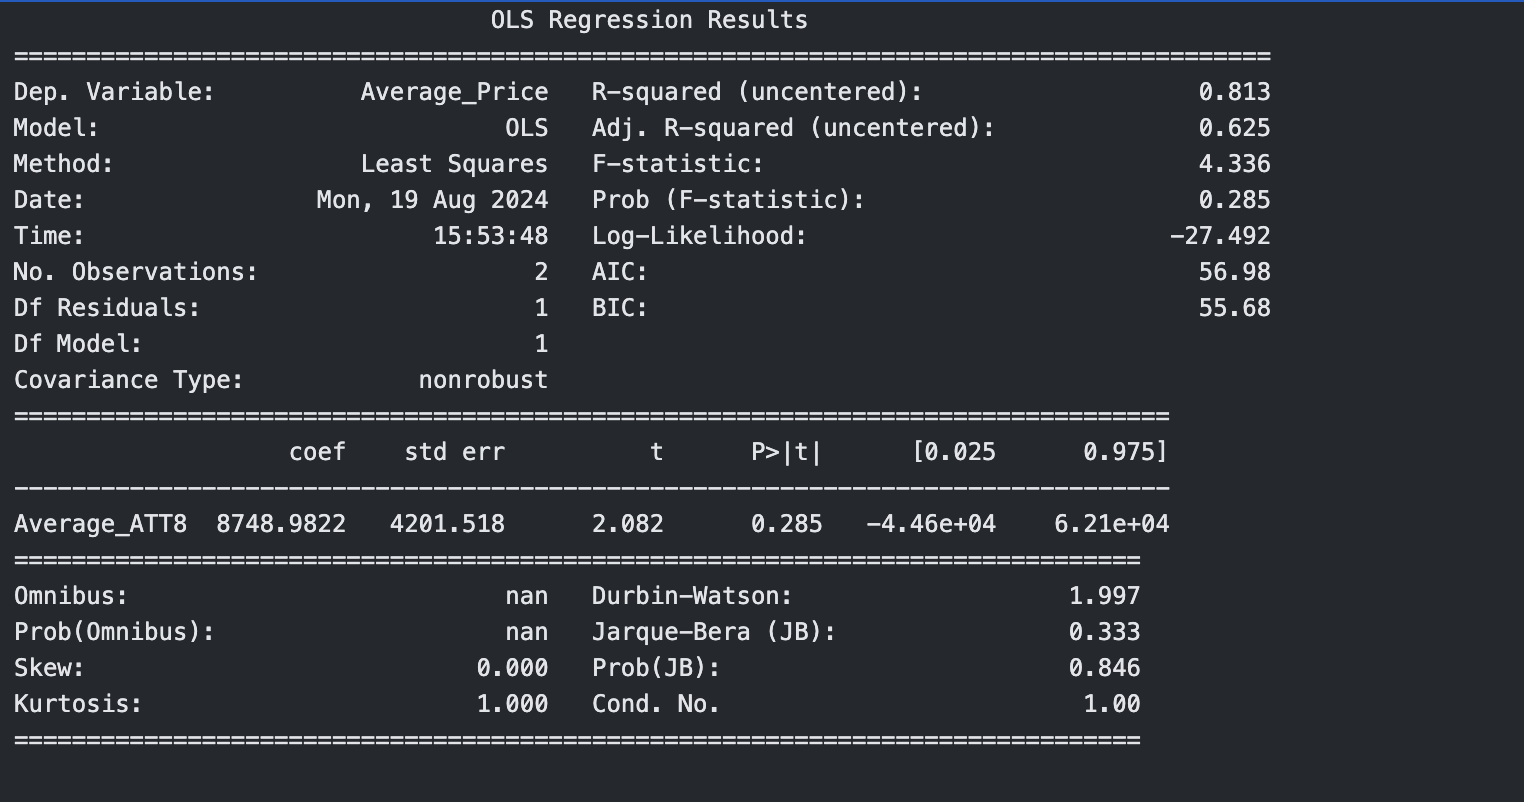 OLS Regression Results
=======================================================================================
Dep. Variable: Average_Price R-squared (uncentered): 0.813
Model: OLS Adj. R-squared (uncentered): 0.625
Method: Least Squares F-statistic: 4.336
Date: Mon, 19 Aug 2024 Prob (F-statistic): 0.285
Time: 15:53:48 Log-Likelihood: -27.492
No. Observations: 2 AIC: 56.98
Df Residuals: 1 BIC: 55.68
Df Model: 1
Covariance Type: nonrobust
================================================================================
coef std err t P>|t| [0.025 0.975]
--------------------------------------------------------------------------------
Average_ATT8 8748.9822 4201.518 2.082 0.285 -4.46e+04 6.21e+04
==============================================================================
Omnibus: nan Durbin-Watson: 1.997
Prob(Omnibus): nan Jarque-Bera (JB): 0.333
Skew: 0.000 Prob(JB): 0.846
Kurtosis: 1.000 Cond. No. 1.00
==============================================================================